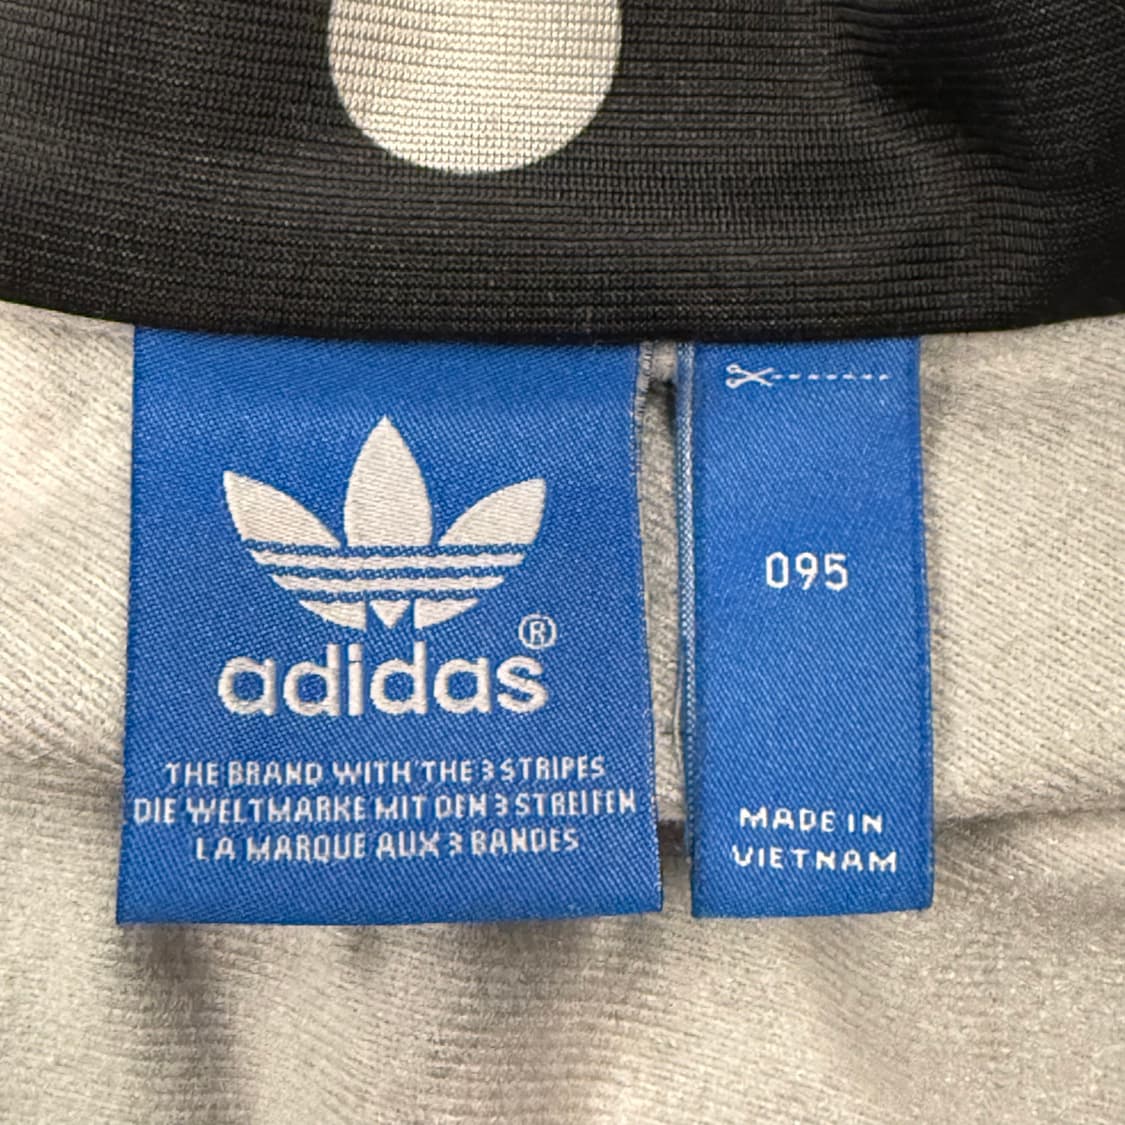 adidas®
THE BRAND WITH THE 3 STRIPES
DIE WELTMARKE MIT DEN 3 STREIFEN
LA MARQUE AUX 3 BANDES
095
MADE IN
VIETNAM